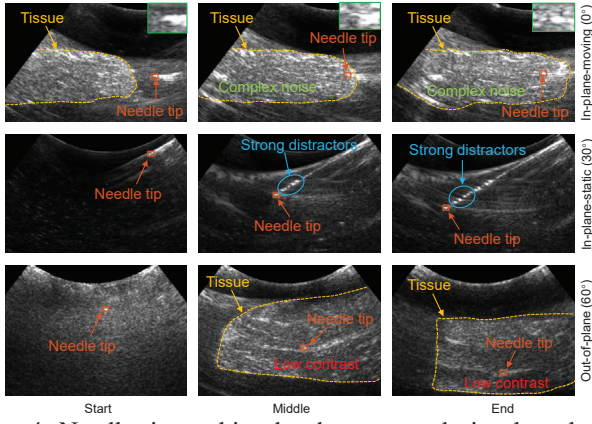 Tissue
Needle tip
Tissue
Needle tip
Complex noise
Tissue
Complex noise
Needle tip
In-plane-moving (0°)
Needle tip
Strong distractors
Needle tip
Strong distractors
Needle tip
In-plane-static (30°)
Needle tip
Tissue
Needle tip
Low contrast
Tissue
Needle tip
Low contrast
Out-of-plane (60°)
Start
Middle
End